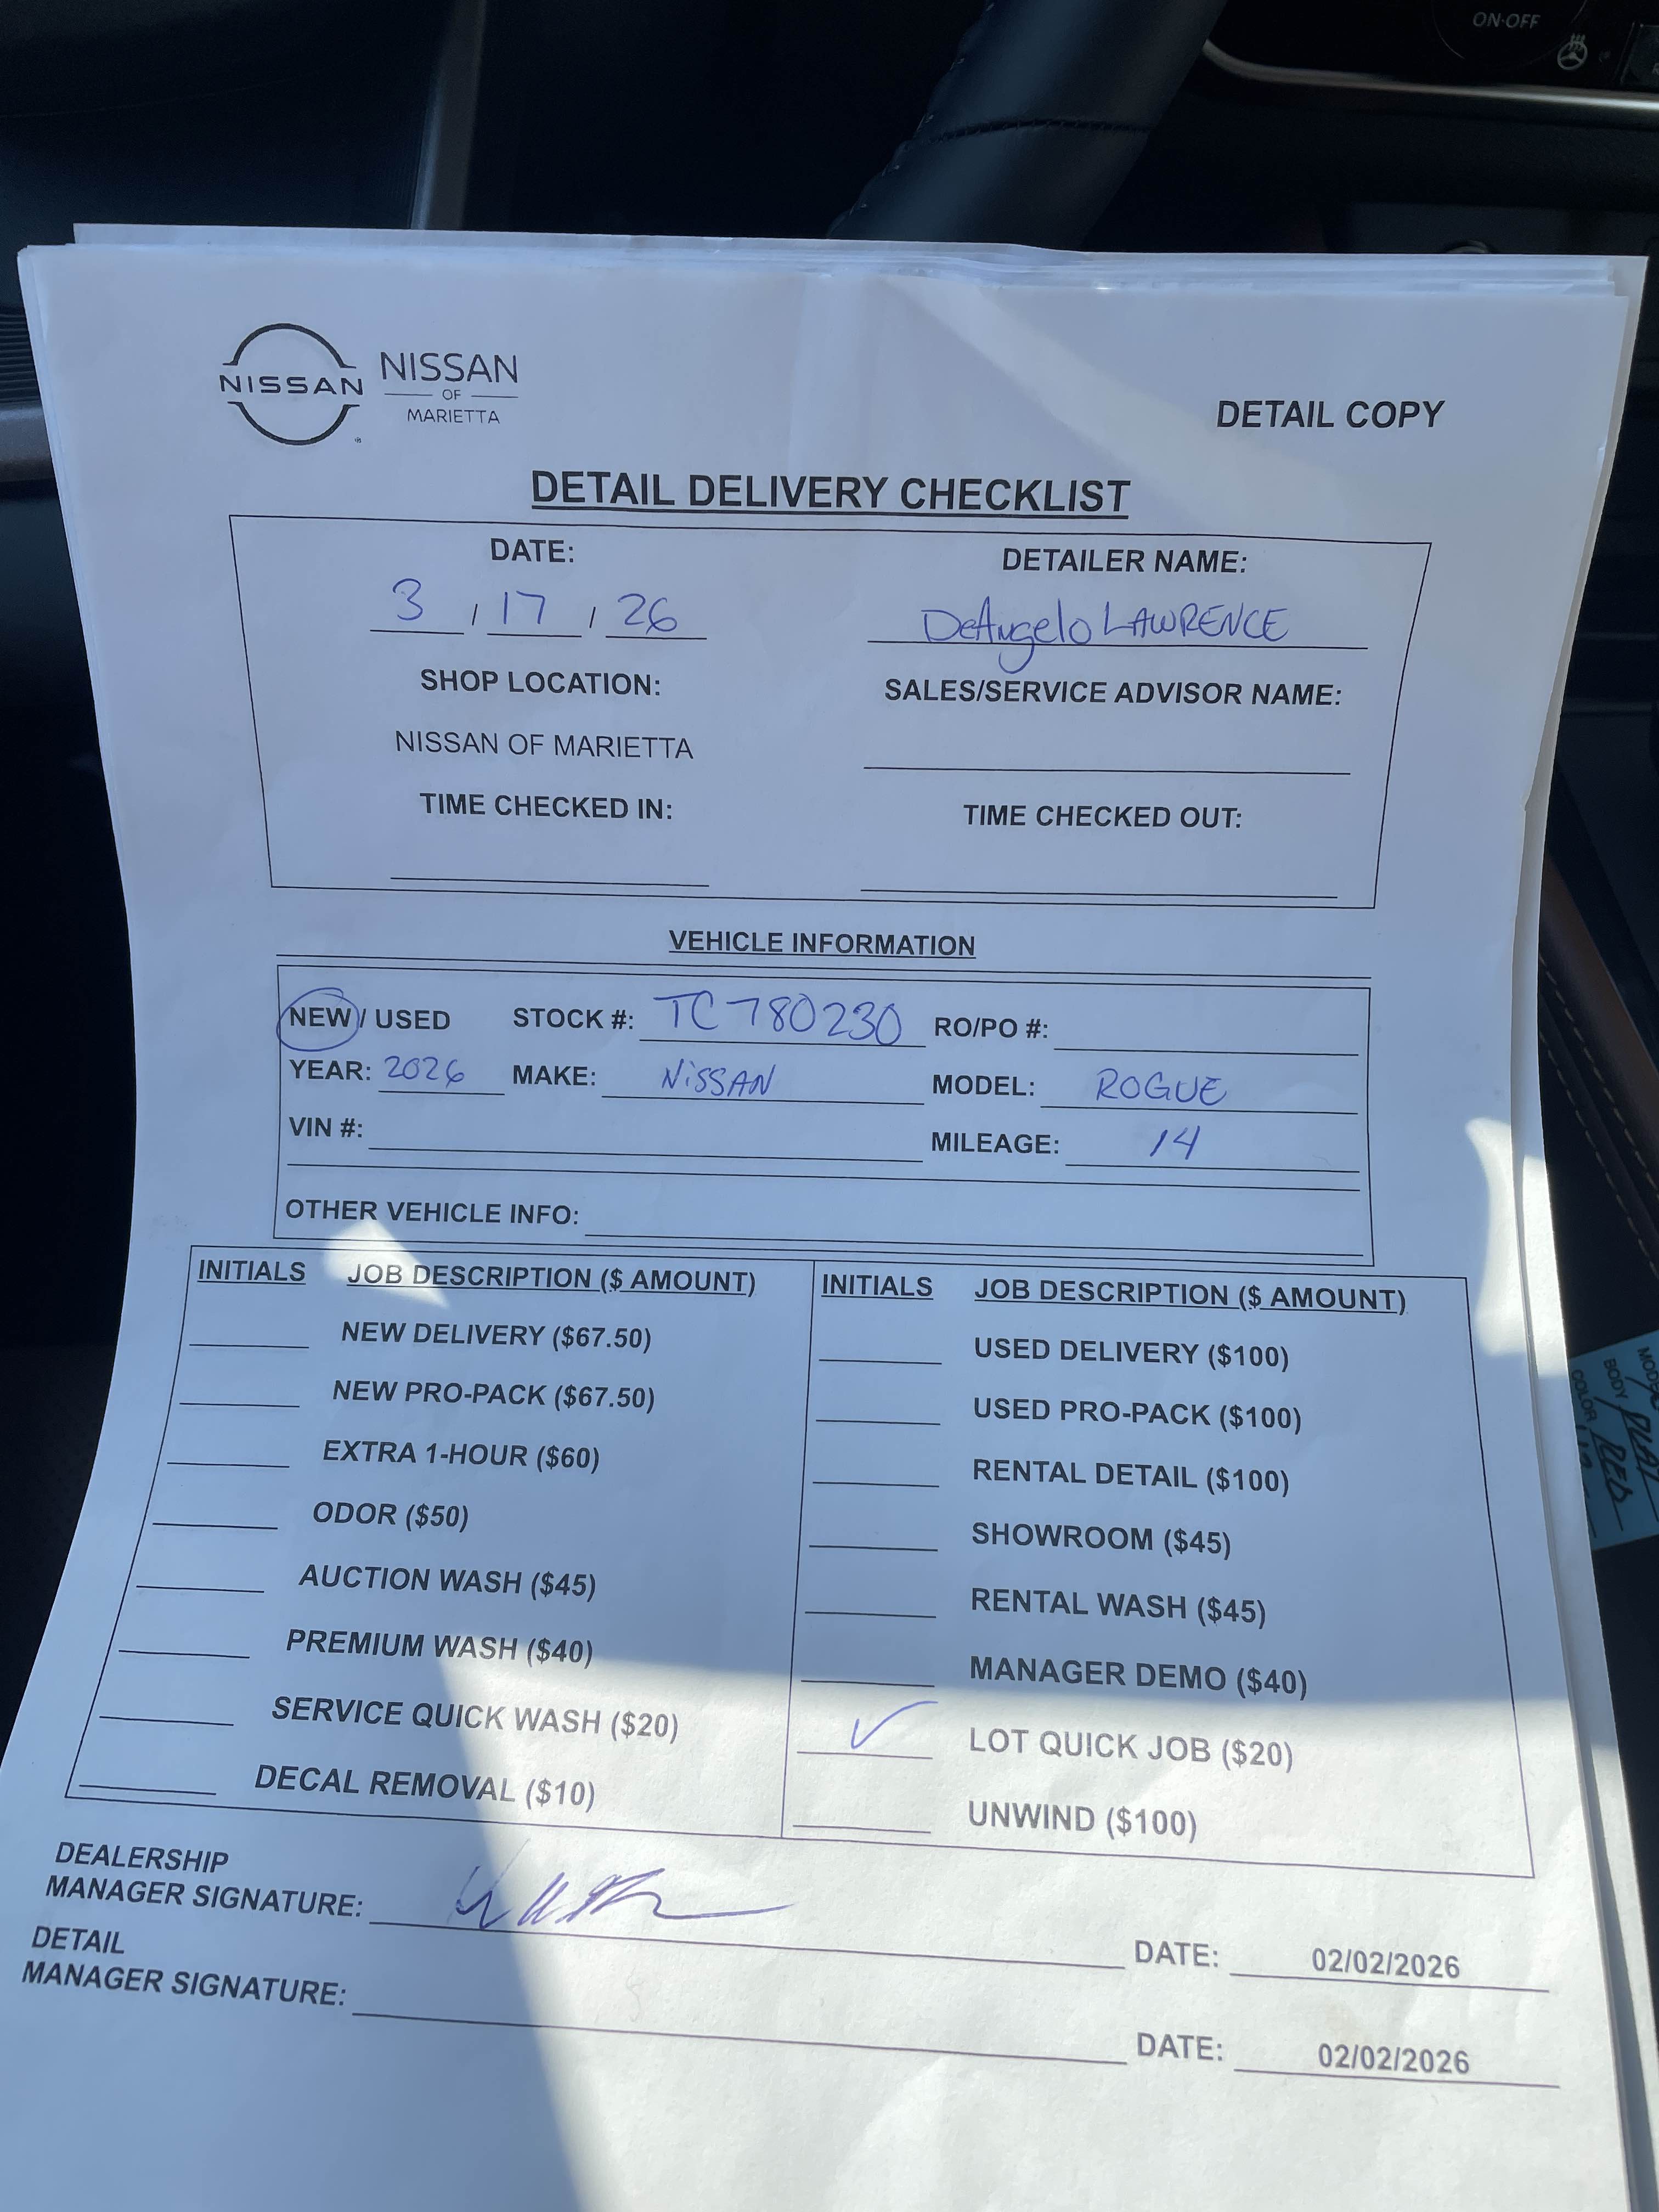 ON·OFF
NISSAN
NISSAN
OF
MARIETTA
DETAIL COPY
DETAIL DELIVERY CHECKLIST
DATE: DETAILER NAME:
3 / 17 / 26 DeAngelo LAWRENCE
SHOP LOCATION: SALES/SERVICE ADVISOR NAME:
NISSAN OF MARIETTA
TIME CHECKED IN: TIME CHECKED OUT:
VEHICLE INFORMATION
NEW / USED STOCK #: TC780230 RO/PO #:
YEAR: 2026 MAKE: NiSSAN MODEL: ROGUE
VIN #: MILEAGE: 14
OTHER VEHICLE INFO:
INITIALS JOB DESCRIPTION ($ AMOUNT) INITIALS JOB DESCRIPTION ($ AMOUNT)
NEW DELIVERY ($67.50) USED DELIVERY ($100)
NEW PRO-PACK ($67.50) USED PRO-PACK ($100)
EXTRA 1-HOUR ($60) RENTAL DETAIL ($100)
ODOR ($50) SHOWROOM ($45)
AUCTION WASH ($45) RENTAL WASH ($45)
PREMIUM WASH ($40) MANAGER DEMO ($40)
SERVICE QUICK WASH ($20) ✓ LOT QUICK JOB ($20)
DECAL REMOVAL ($10) UNWIND ($100)
DEALERSHIP
MANAGER SIGNATURE: DATE: 02/02/2026
DETAIL
MANAGER SIGNATURE: DATE: 02/02/2026
BODY
COLOR RED